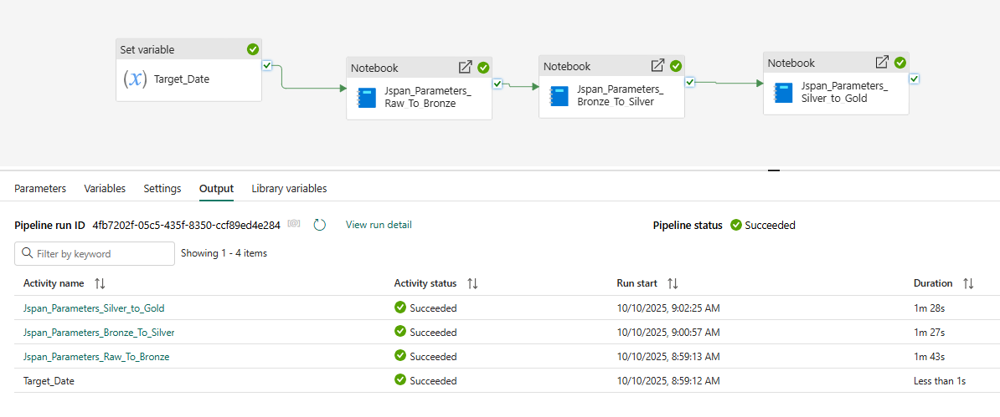 Set variable
(x) Target_Date
Notebook
Jspan_Parameters_
Raw_To_Bronze
Notebook
Jspan_Parameters_
Bronze_To_Silver
Notebook
Jspan_Parameters_
Silver_to_Gold
Parameters Variables Settings Output Library variables
Pipeline run ID 4fb7202f-05c5-435f-8350-ccf89ed4e284 View run detail Pipeline status Succeeded
Filter by keyword Showing 1 - 4 items
Activity name Activity status Run start Duration
Jspan_Parameters_Silver_to_Gold Succeeded 10/10/2025, 9:02:25 AM 1m 28s
Jspan_Parameters_Bronze_To_Silver Succeeded 10/10/2025, 9:00:57 AM 1m 27s
Jspan_Parameters_Raw_To_Bronze Succeeded 10/10/2025, 8:59:13 AM 1m 43s
Target_Date Succeeded 10/10/2025, 8:59:12 AM Less than 1s